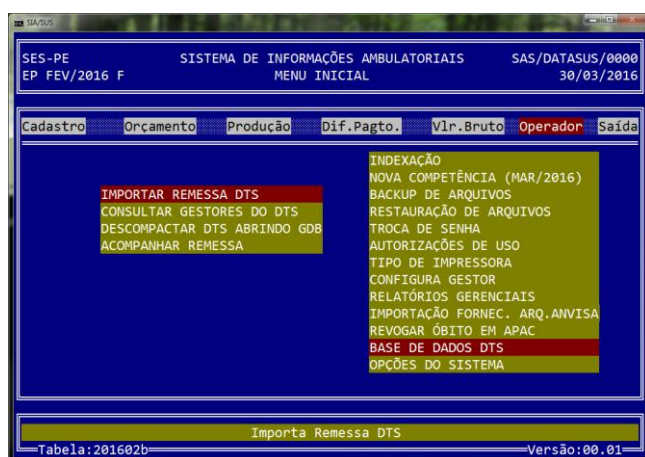 SIA/SUS
SES-PE SISTEMA DE INFORMAÇÕES AMBULATORIAIS SAS/DATASUS/0000
EP FEV/2016 F MENU INICIAL 30/03/2016
Cadastro Orçamento Produção Dif.Pagto. Vlr.Bruto Operador Saída
IMPORTAR REMESSA DTS
CONSULTAR GESTORES DO DTS
DESCOMPACTAR DTS ABRINDO GDB
ACOMPANHAR REMESSA
INDEXAÇÃO
NOVA COMPETÊNCIA (MAR/2016)
BACKUP DE ARQUIVOS
RESTAURAÇÃO DE ARQUIVOS
TROCA DE SENHA
AUTORIZAÇÕES DE USO
TIPO DE IMPRESSORA
CONFIGURA GESTOR
RELATÓRIOS GERENCIAIS
IMPORTAÇÃO FORNEC. ARQ.ANVISA
REVOGAR ÓBITO EM APAC
BASE DE DADOS DTS
OPÇÕES DO SISTEMA
Importa Remessa DTS
Tabela:201602b Versão:00.01